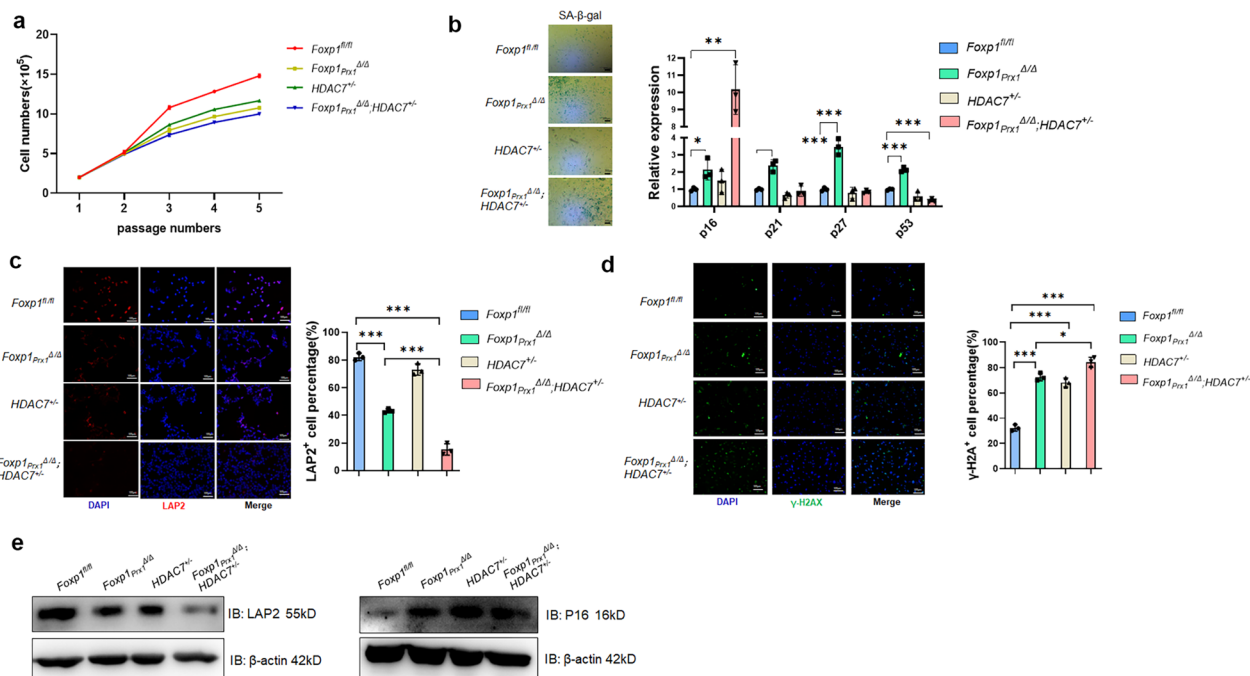 a
Cell numbers(×10⁵)
20
15
10
5
0
1 2 3 4 5
passage numbers
Foxp1fl/fl
Foxp1Prx1Δ/Δ
HDAC7+/-
Foxp1Prx1Δ/Δ;HDAC7+/-
b
SA-β-gal
Foxp1fl/fl
Foxp1Prx1Δ/Δ
HDAC7+/-
Foxp1Prx1Δ/Δ;
HDAC7+/-
Relative expression
12
11
10
9
8
7
6
5
4
3
2
1
0
**
*
***
***
***
***
p16 p21 p27 p53
Foxp1fl/fl
Foxp1Prx1Δ/Δ
HDAC7+/-
Foxp1Prx1Δ/Δ;HDAC7+/-
c
Foxp1fl/fl
Foxp1Prx1Δ/Δ
HDAC7+/-
Foxp1Prx1Δ/Δ;
HDAC7+/-
DAPI LAP2 Merge
LAP2+ cell percentage(%)
100
80
60
40
20
0
***
***
***
Foxp1fl/fl
Foxp1Prx1Δ/Δ
HDAC7+/-
Foxp1Prx1Δ/Δ;HDAC7+/-
d
Foxp1fl/fl
Foxp1Prx1Δ/Δ
HDAC7+/-
Foxp1Prx1Δ/Δ;
HDAC7+/-
DAPI γ-H2AX Merge
γ-H2A+ cell percentage(%)
100
80
60
40
20
0
***
***
***
*
Foxp1fl/fl
Foxp1Prx1Δ/Δ
HDAC7+/-
Foxp1Prx1Δ/Δ;HDAC7+/-
e
Foxp1fl/fl
Foxp1Prx1Δ/Δ
HDAC7+/-
Foxp1Prx1Δ/Δ;
HDAC7+/-
IB: LAP2 55kD
IB: β-actin 42kD
Foxp1fl/fl
Foxp1Prx1Δ/Δ
HDAC7+/-
Foxp1Prx1Δ/Δ;
HDAC7+/-
IB: P16 16kD
IB: β-actin 42kD